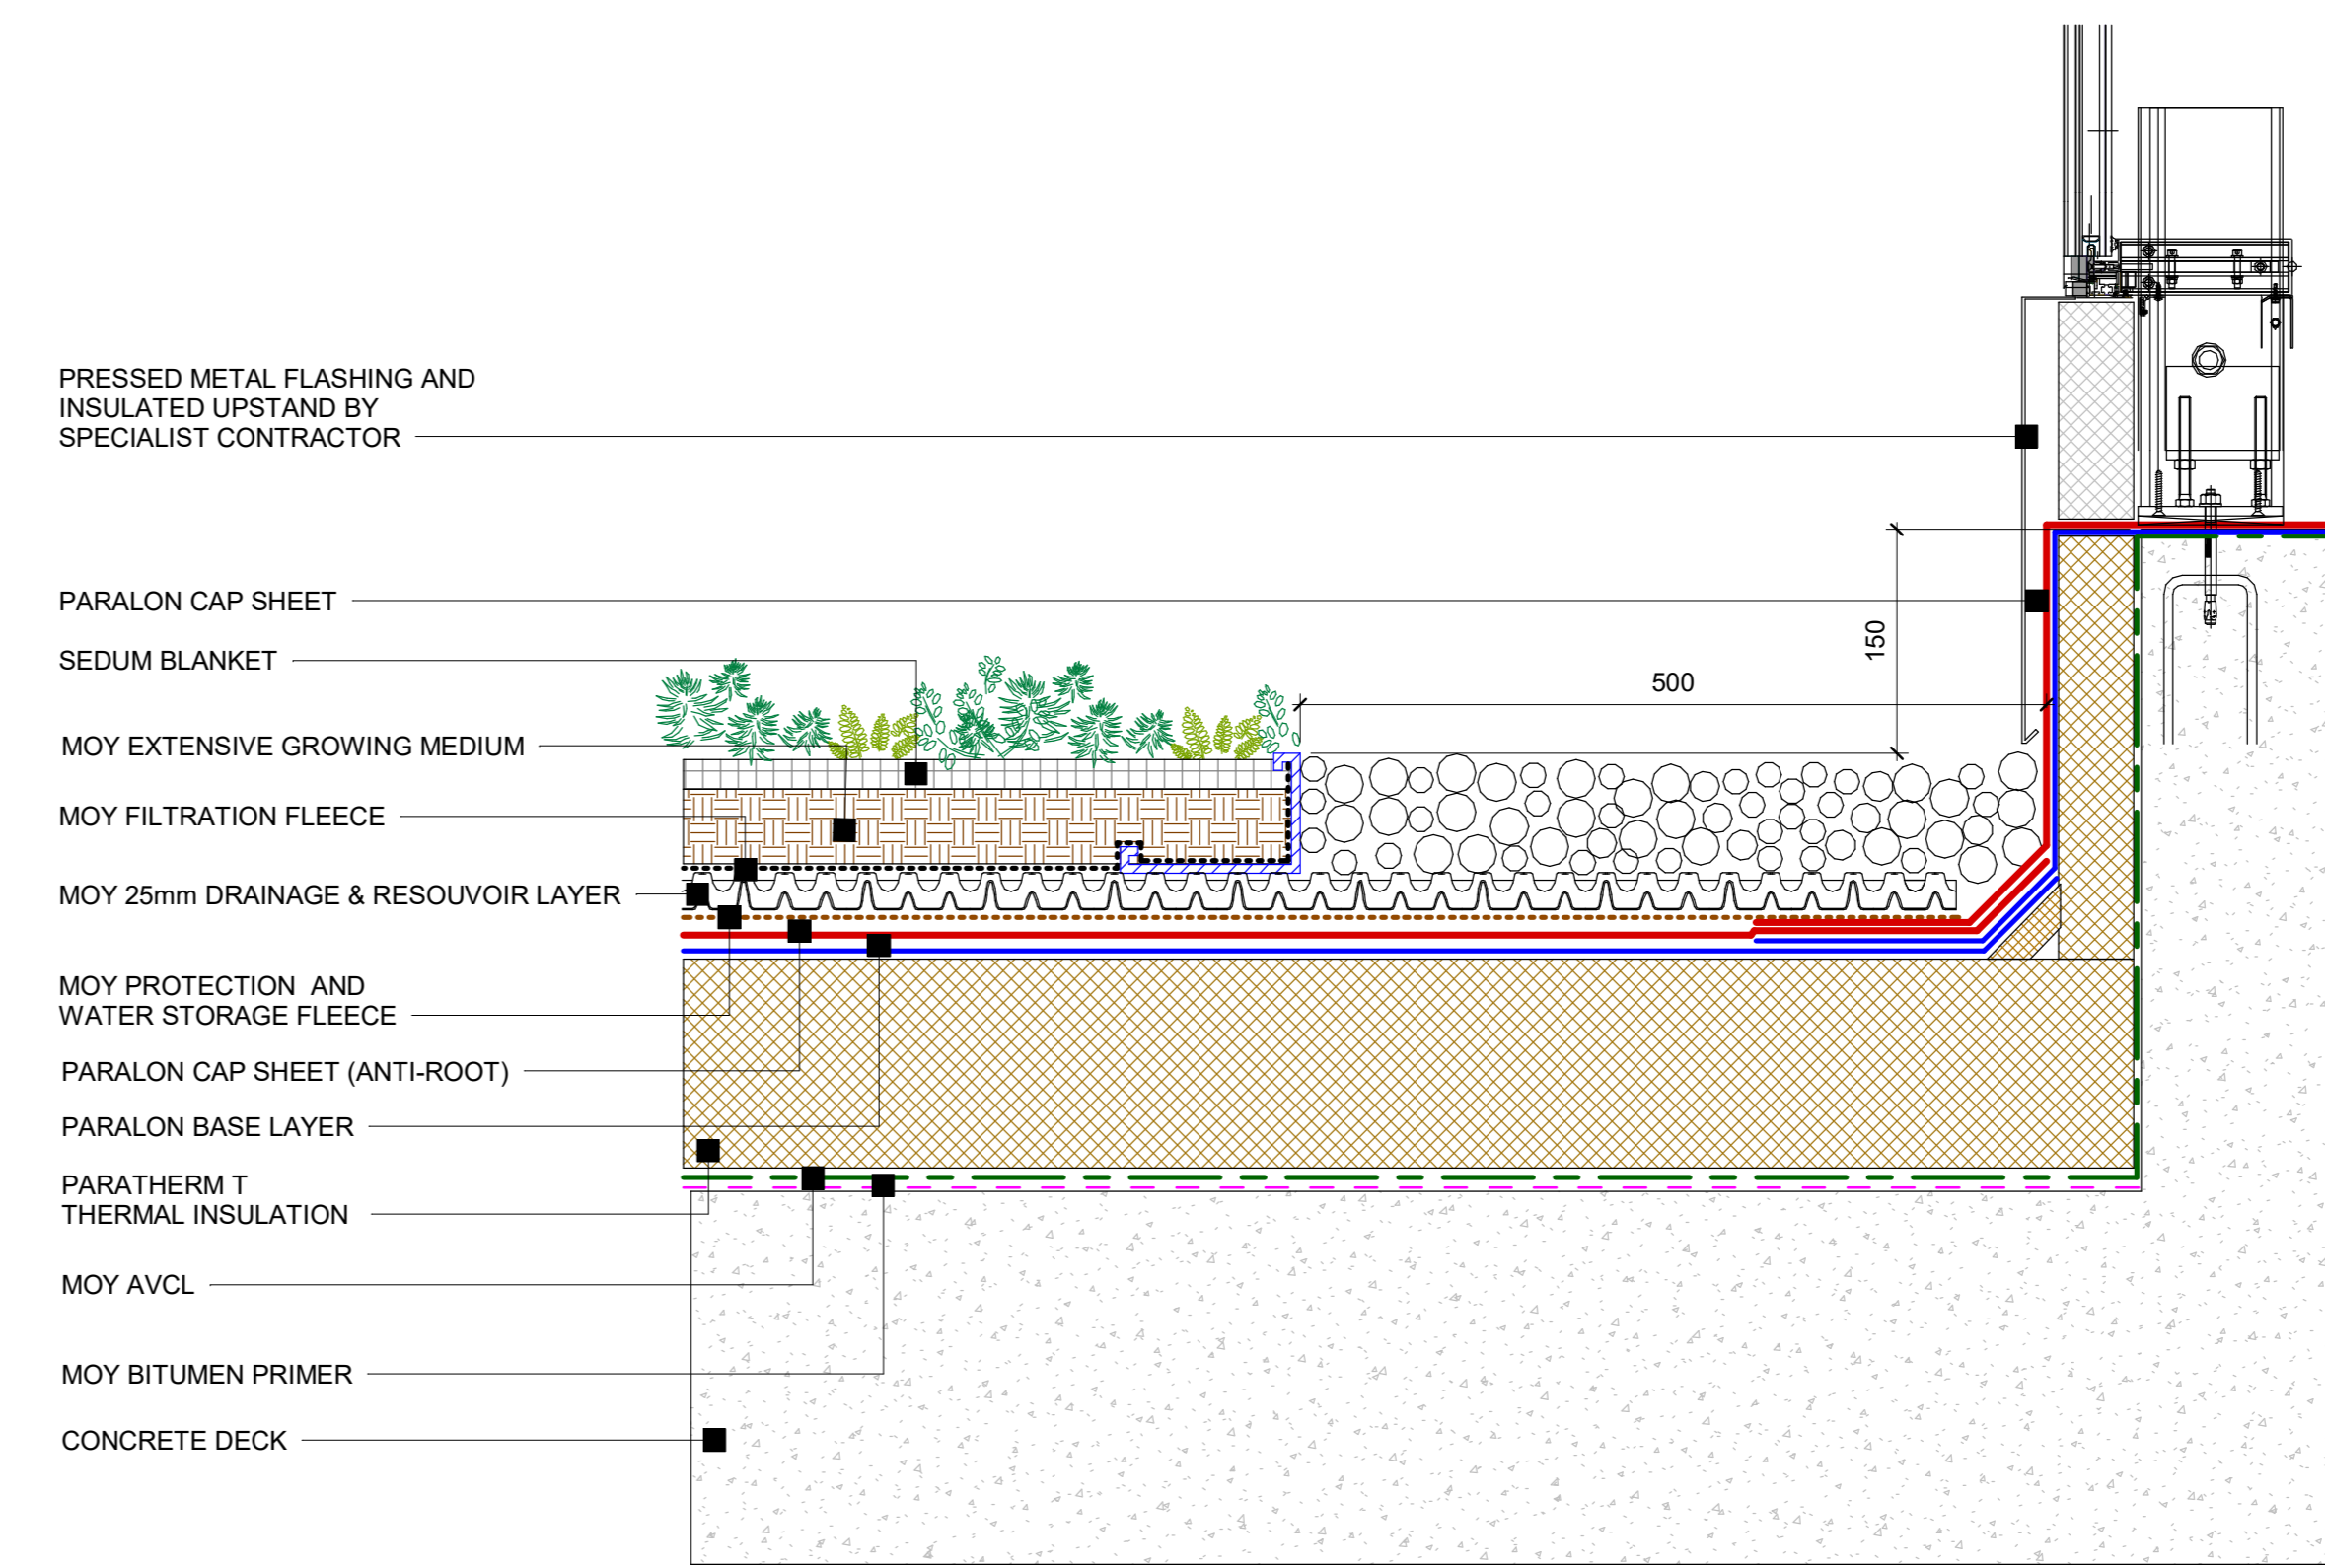 PRESSED METAL FLASHING AND
INSULATED UPSTAND BY
SPECIALIST CONTRACTOR
PARALON CAP SHEET
150
SEDUM BLANKET
500
MOY EXTENSIVE GROWING MEDIUM
MOY FILTRATION FLEECE
MOY 25mm DRAINAGE & RESOUVOIR LAYER
MOY PROTECTION AND
WATER STORAGE FLEECE
PARALON CAP SHEET (ANTI-ROOT)
PARALON BASE LAYER
PARATHERM T
THERMAL INSULATION
MOY AVCL
MOY BITUMEN PRIMER
CONCRETE DECK